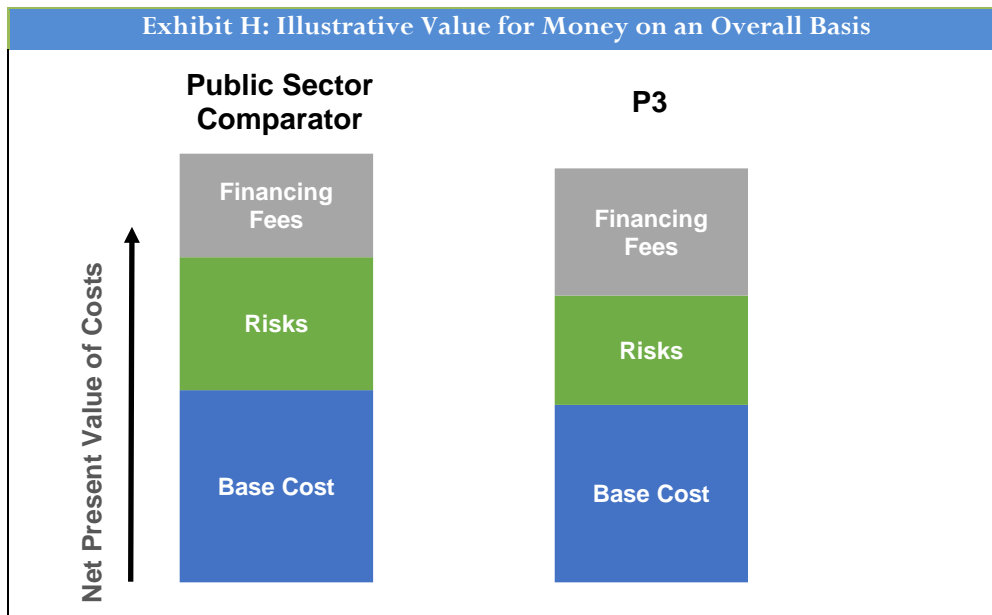 Exhibit H: Illustrative Value for Money on an Overall Basis
Public Sector
Comparator
P3
Net Present Value of Costs
Financing
Fees
Risks
Base Cost
Financing
Fees
Risks
Base Cost